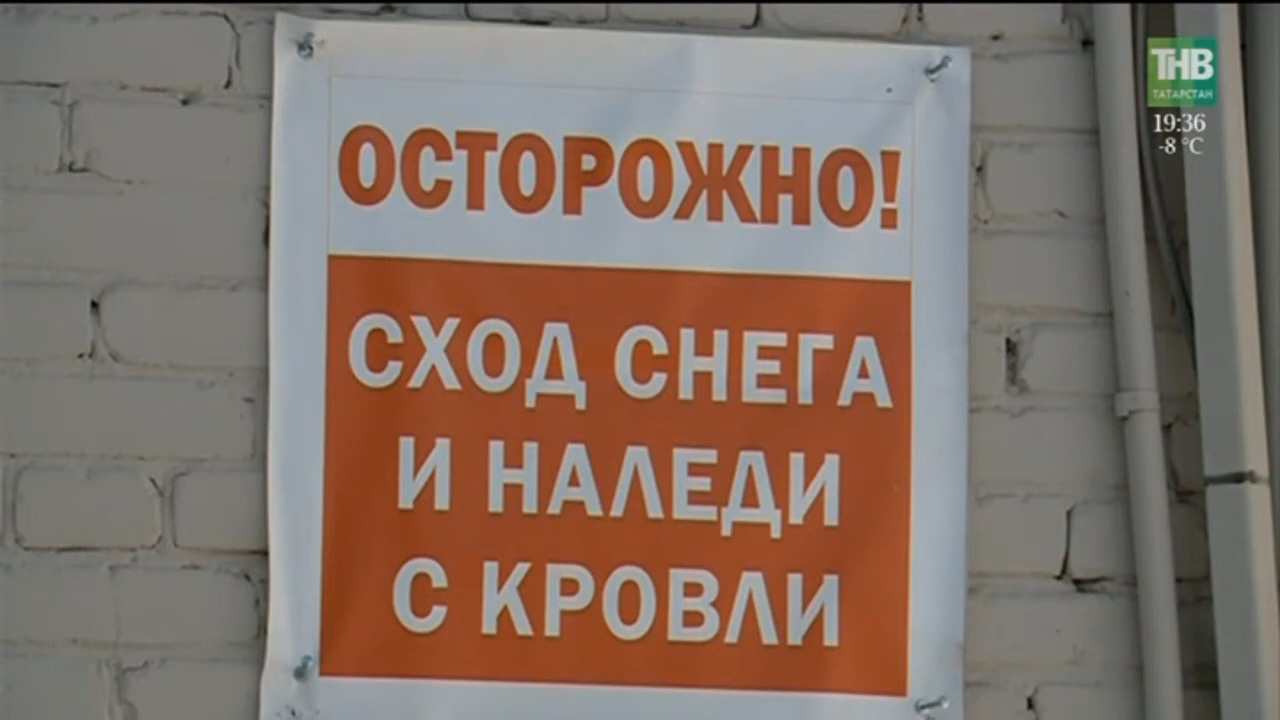 ОСТОРОЖНО!
СХОД СНЕГА
И НАЛЕДИ
С КРОВЛИ
ТНВ
ТАТАРСТАН
19:36
-8 °C